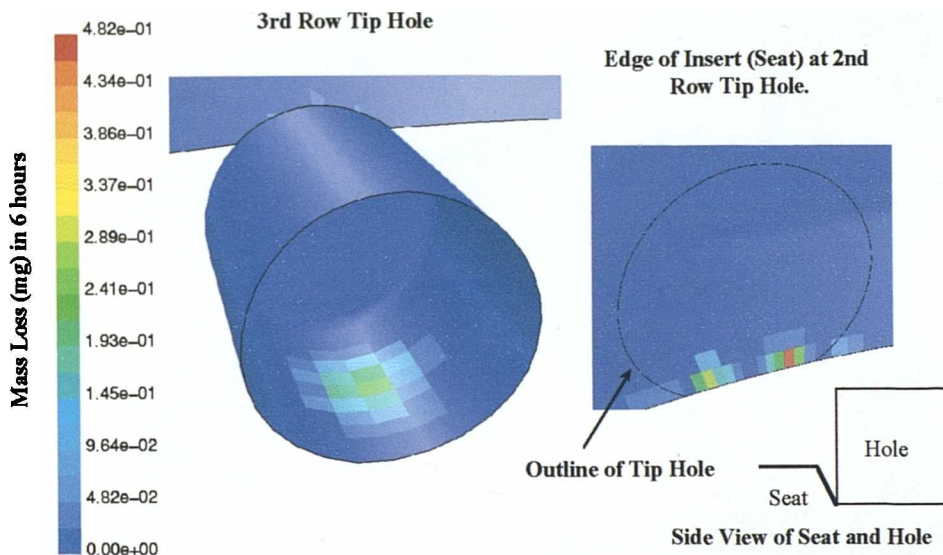 3rd Row Tip Hole
Edge of Insert (Seat) at 2nd
Row Tip Hole.
Mass Loss (mg) in 6 hours
4.82e−01
4.34e−01
3.86e−01
3.37e−01
2.89e−01
2.41e−01
1.93e−01
1.45e−01
9.64e−02
4.82e−02
0.00e+00
Outline of Tip Hole
Hole
Seat
Side View of Seat and Hole